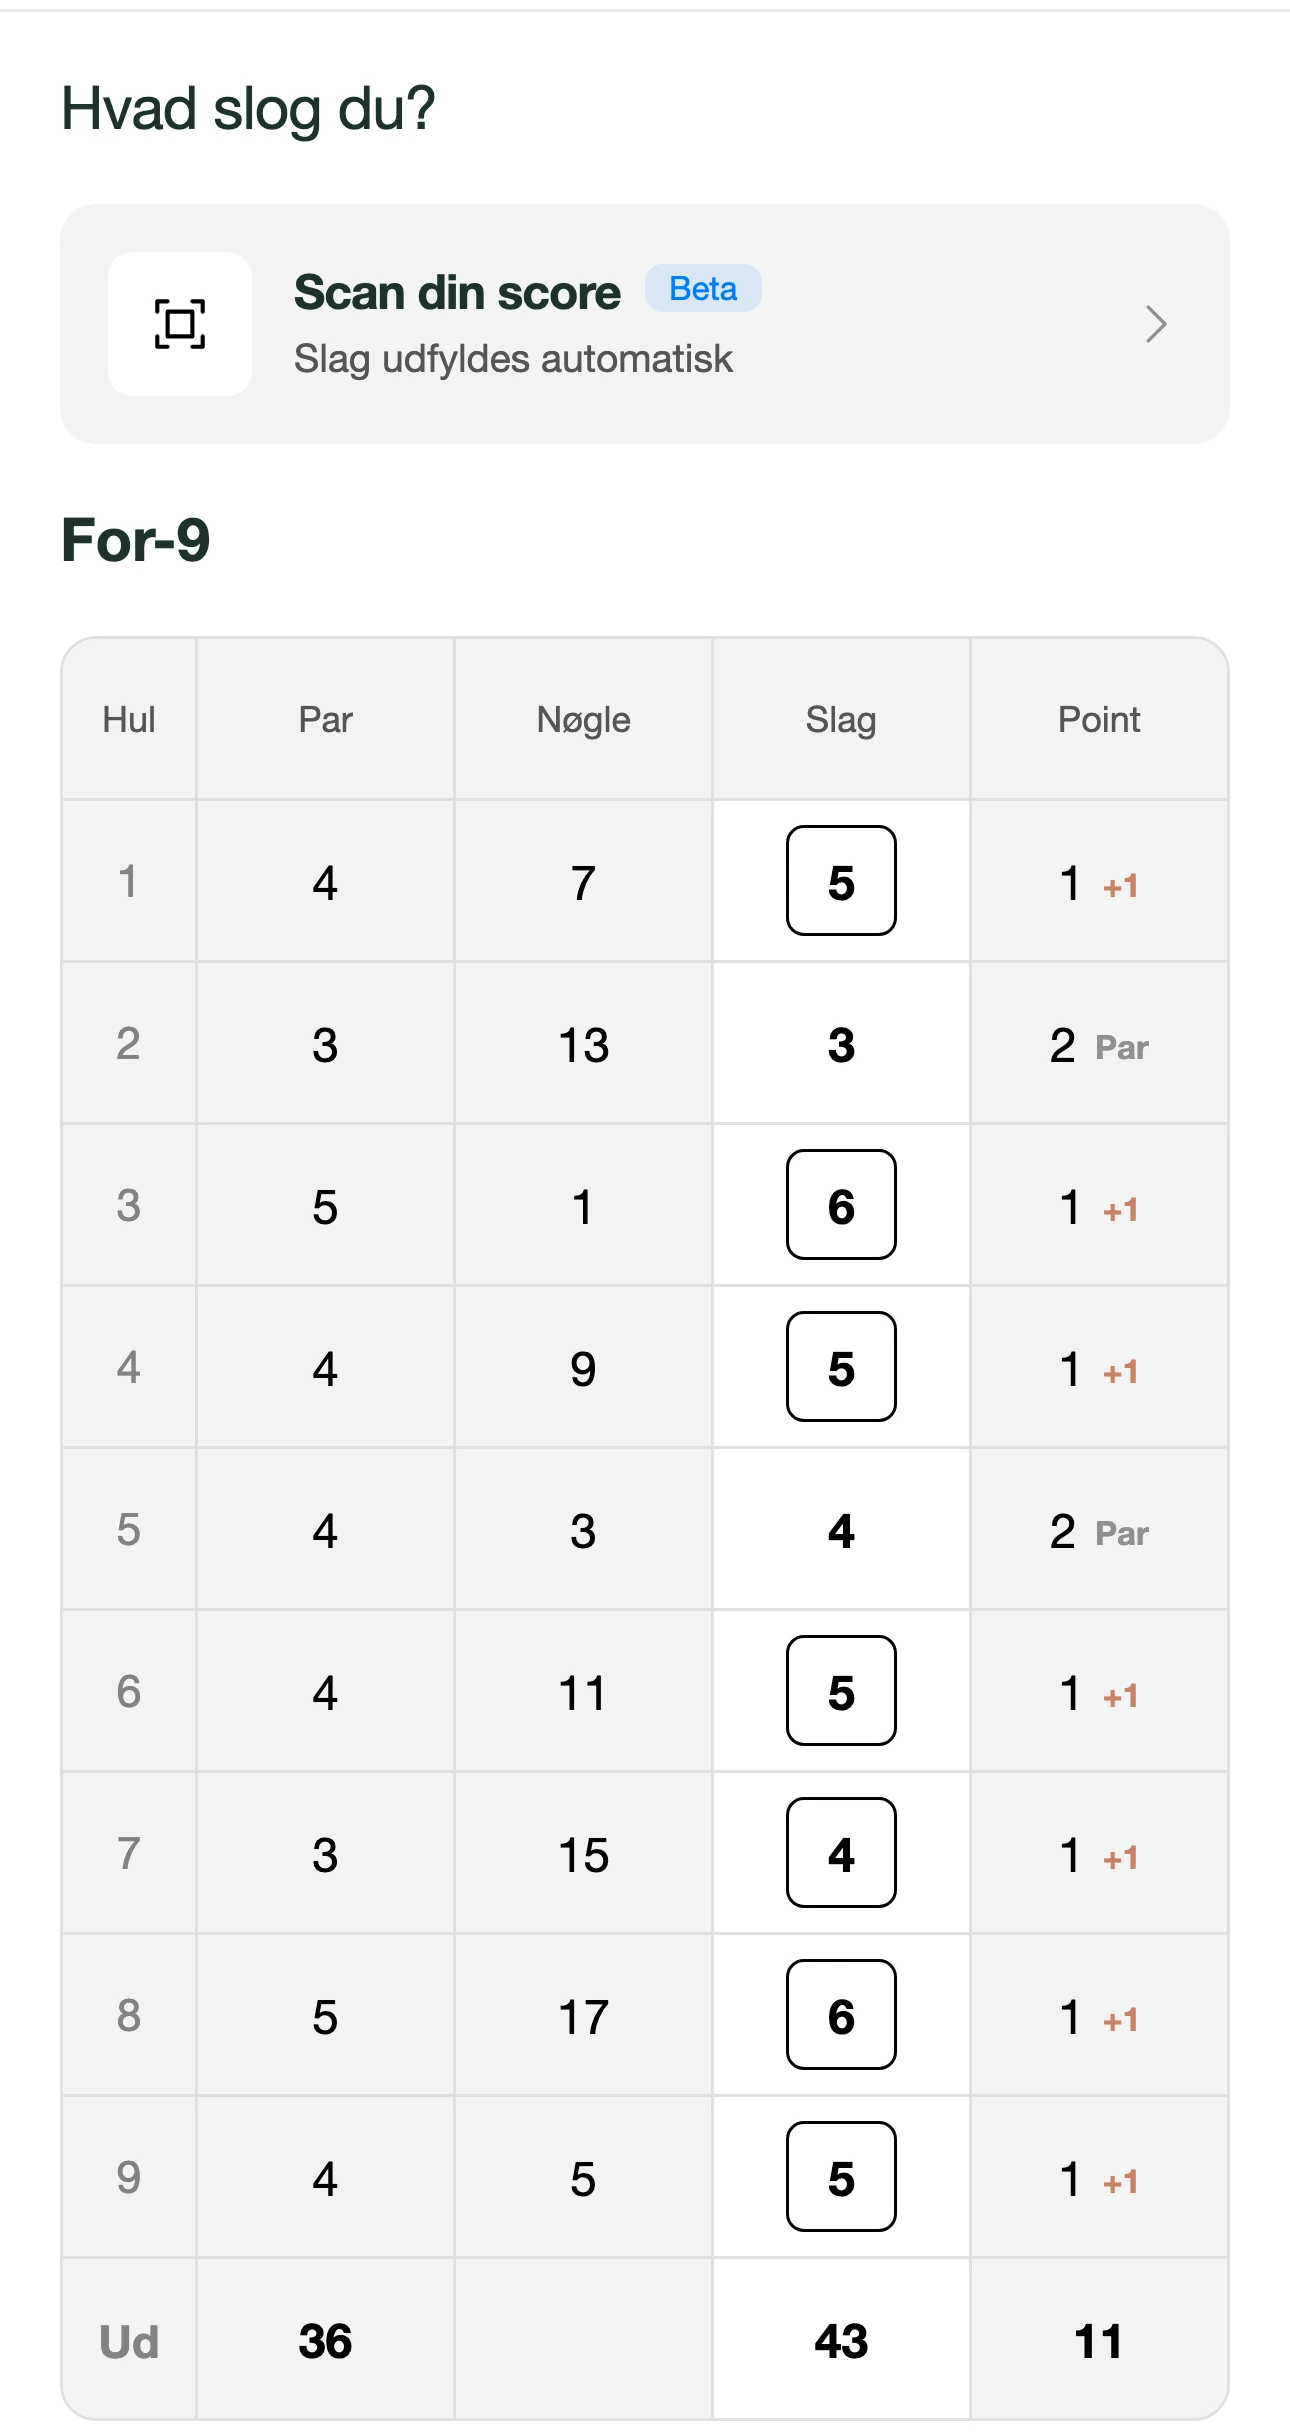 Hvad slog du?
Scan din score Beta
Slag udfyldes automatisk
For-9
Hul Par Nøgle Slag Point
1 4 7 5 1 +1
2 3 13 3 2 Par
3 5 1 6 1 +1
4 4 9 5 1 +1
5 4 3 4 2 Par
6 4 11 5 1 +1
7 3 15 4 1 +1
8 5 17 6 1 +1
9 4 5 5 1 +1
Ud 36 43 11